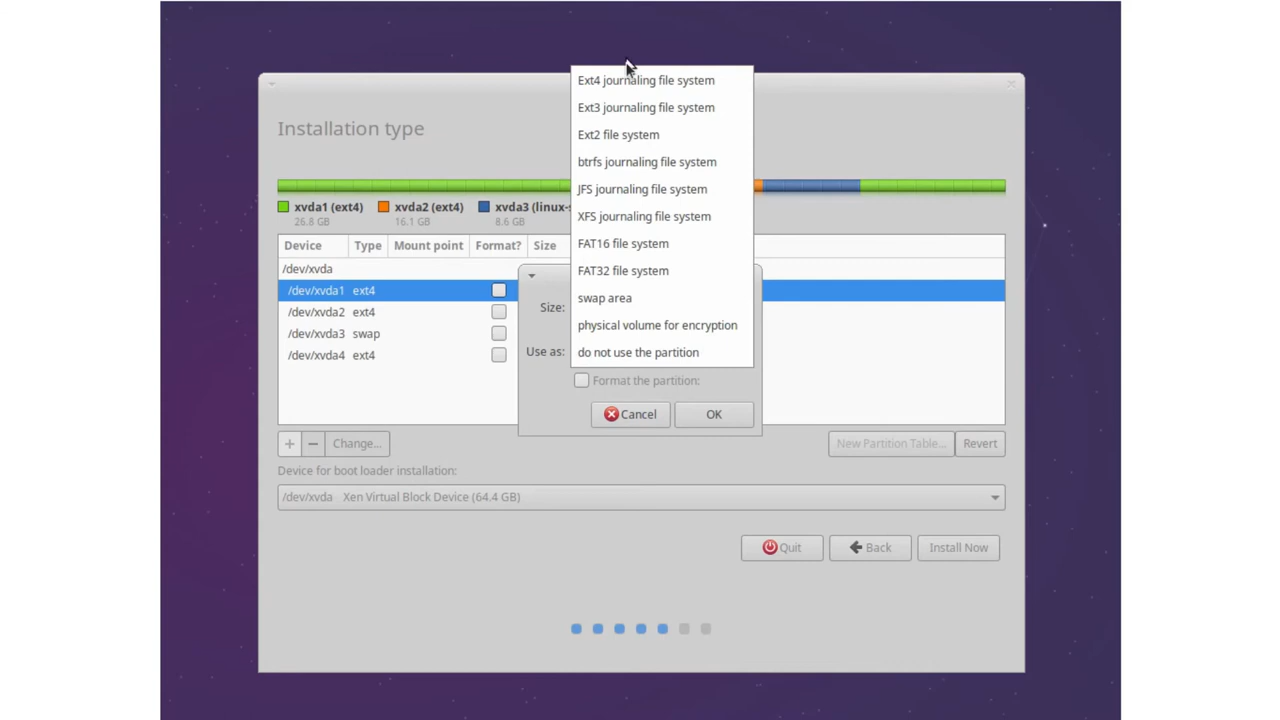 Ext4 journaling file system
Ext3 journaling file system
Ext2 file system
btrfs journaling file system
JFS journaling file system
XFS journaling file system
FAT16 file system
FAT32 file system
swap area
physical volume for encryption
do not use the partition
Installation type
xvda1 (ext4) xvda2 (ext4) xvda3 (linux-s
26.8 GB 16.1 GB 8.6 GB
Device Type Mount point Format? Size
/dev/xvda
/dev/xvda1 ext4
/dev/xvda2 ext4
/dev/xvda3 swap
/dev/xvda4 ext4
Size:
Use as:
Format the partition:
Cancel OK
+ − Change... New Partition Table... Revert
Device for boot loader installation:
/dev/xvda Xen Virtual Block Device (64.4 GB)
Quit Back Install Now